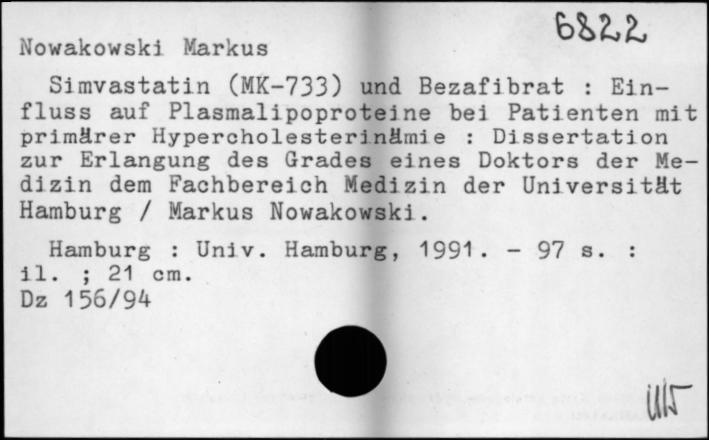 6822
Nowakowski Markus
Simvastatin (MK-733) und Bezafibrat : Ein-
fluss auf Plasmalipoproteine bei Patienten mit
primärer Hypercholesterinämie : Dissertation
zur Erlangung des Grades eines Doktors der Me-
dizin dem Fachbereich Medizin der Universität
Hamburg / Markus Nowakowski.
Hamburg : Univ. Hamburg, 1991. - 97 s. :
il. ; 21 cm.
Dz 156/94